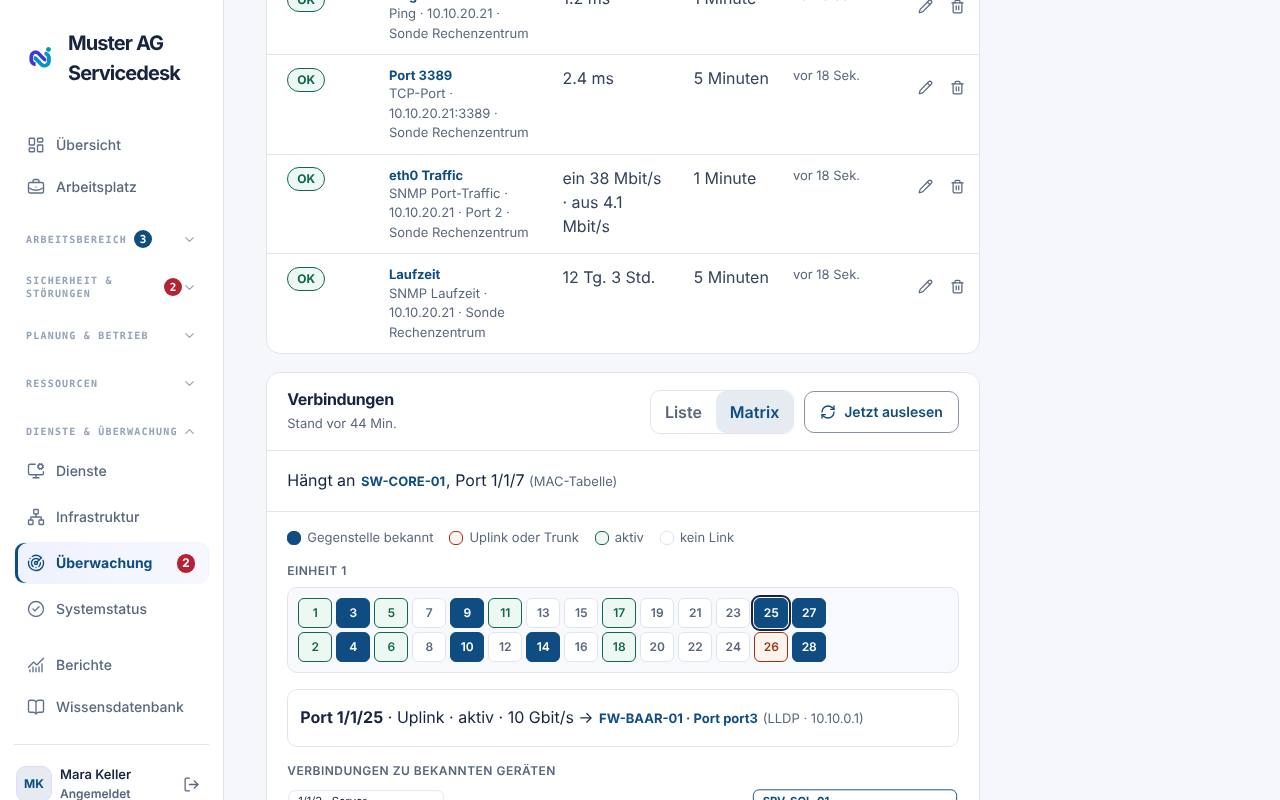 Muster AG
Servicedesk
Übersicht
Arbeitsplatz
ARBEITSBEREICH 3
SICHERHEIT &
STÖRUNGEN 2
PLANUNG & BETRIEB
RESSOURCEN
DIENSTE & ÜBERWACHUNG
Dienste
Infrastruktur
Überwachung 2
Systemstatus
Berichte
Wissensdatenbank
MK Mara Keller
Angemeldet
Ping · 10.10.20.21 ·
Sonde Rechenzentrum
OK Port 3389 2.4 ms 5 Minuten vor 18 Sek.
TCP-Port ·
10.10.20.21:3389 ·
Sonde Rechenzentrum
OK eth0 Traffic ein 38 Mbit/s 1 Minute vor 18 Sek.
SNMP Port-Traffic · · aus 4.1
10.10.20.21 · Port 2 · Mbit/s
Sonde Rechenzentrum
OK Laufzeit 12 Tg. 3 Std. 5 Minuten vor 18 Sek.
SNMP Laufzeit ·
10.10.20.21 · Sonde
Rechenzentrum
Verbindungen
Stand vor 44 Min.
Liste Matrix Jetzt auslesen
Hängt an SW-CORE-01, Port 1/1/7 (MAC-Tabelle)
Gegenstelle bekannt Uplink oder Trunk aktiv kein Link
EINHEIT 1
1 3 5 7 9 11 13 15 17 19 21 23 25 27
2 4 6 8 10 12 14 16 18 20 22 24 26 28
Port 1/1/25 · Uplink · aktiv · 10 Gbit/s → FW-BAAR-01 · Port port3 (LLDP · 10.10.0.1)
VERBINDUNGEN ZU BEKANNTEN GERÄTEN